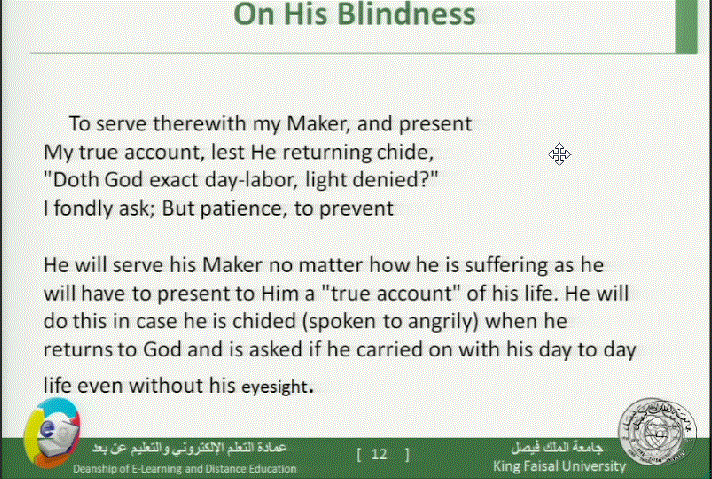 On His Blindness
To serve therewith my Maker, and present
My true account, lest He returning chide,
"Doth God exact day-labor, light denied?"
I fondly ask; But patience, to prevent
He will serve his Maker no matter how he is suffering as he
will have to present to Him a "true account" of his life. He will
do this in case he is chided (spoken to angrily) when he
returns to God and is asked if he carried on with his day to day
life even without his eyesight.
عمادة التعلم الإلكتروني والتعليم عن بعد
Deanship of E-Learning and Distance Education
[ 12 ]
جامعة الملك فيصل
King Faisal University